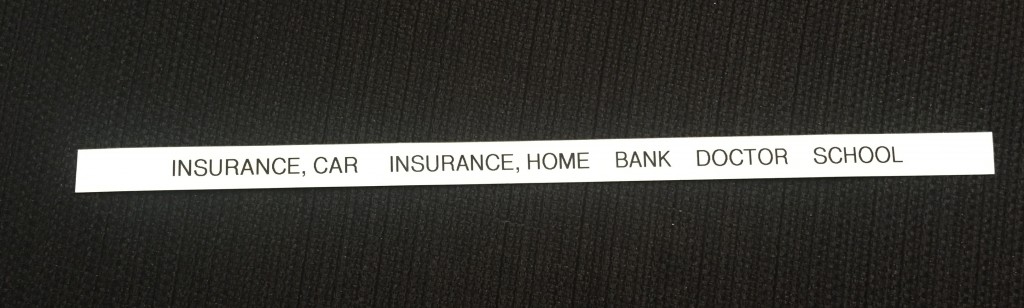 INSURANCE, CAR INSURANCE, HOME BANK DOCTOR SCHOOL